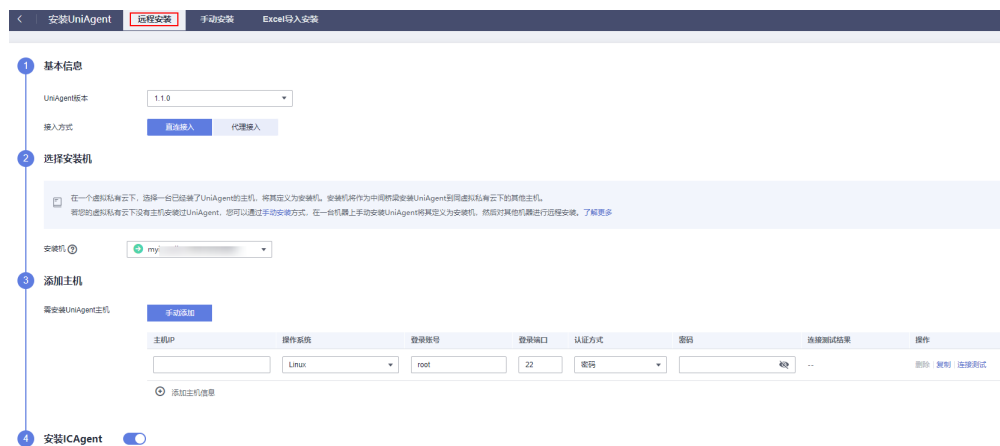 安装UniAgent 远程安装 手动安装 Excel导入安装
1 基本信息
UniAgent版本 1.1.0
接入方式 直连接入 代理接入
2 选择安装机
在一个虚拟私有云下，选择一台已经装了UniAgent的主机，将其定义为安装机。安装机将作为中间桥梁安装UniAgent到同虚拟私有云下的其他主机。
若您的虚拟私有云下没有主机安装过UniAgent，您可以通过手动安装方式，在一台机器上手动安装UniAgent将其定义为安装机，然后对其他机器进行远程安装。了解更多
安装机 my
3 添加主机
需安装UniAgent主机 手动添加
主机IP 操作系统 登录账号 登录端口 认证方式 密码 连接测试结果 操作
Linux root 22 密码 -- 删除 复制 连接测试
添加主机信息
4 安装ICAgent